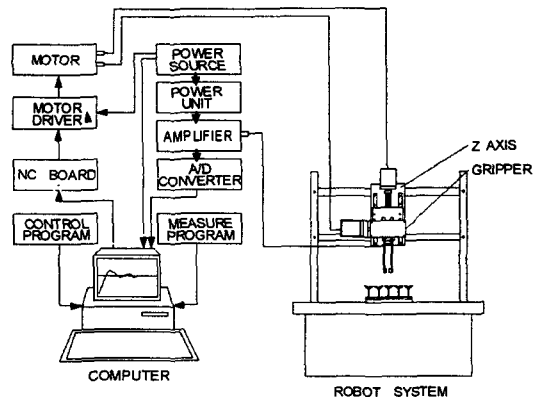 MOTOR
POWER
SOURCE
MOTOR
DRIVER
POWER
UNIT
AMPLIFIER
NC BOARD
A/D
CONVERTER
CONTROL
PROGRAM
MEASURE
PROGRAM
COMPUTER
Z AXIS
GRIPPER
ROBOT SYSTEM